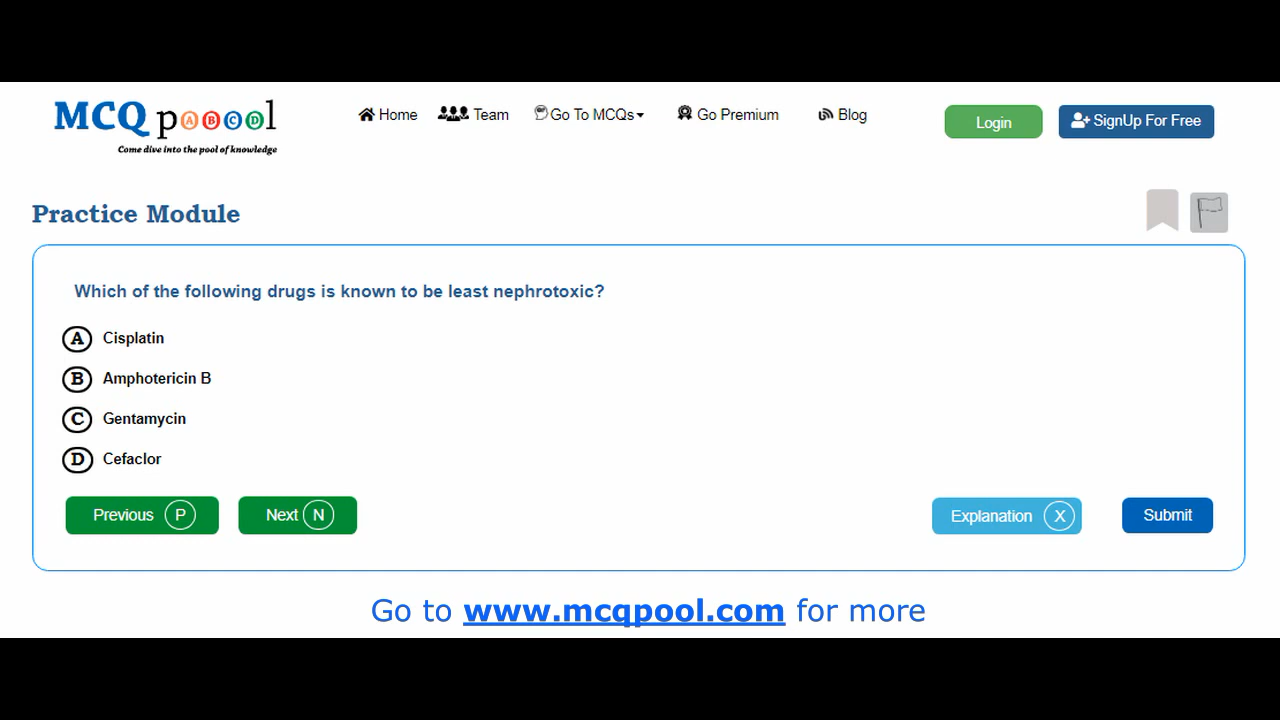 MCQ pooool
Come dive into the pool of knowledge
Home
Team
Go To MCQs
Go Premium
Blog
Login
SignUp For Free
Practice Module
Which of the following drugs is known to be least nephrotoxic?
A Cisplatin
B Amphotericin B
C Gentamycin
D Cefaclor
Previous P
Next N
Explanation X
Submit
Go to www.mcqpool.com for more